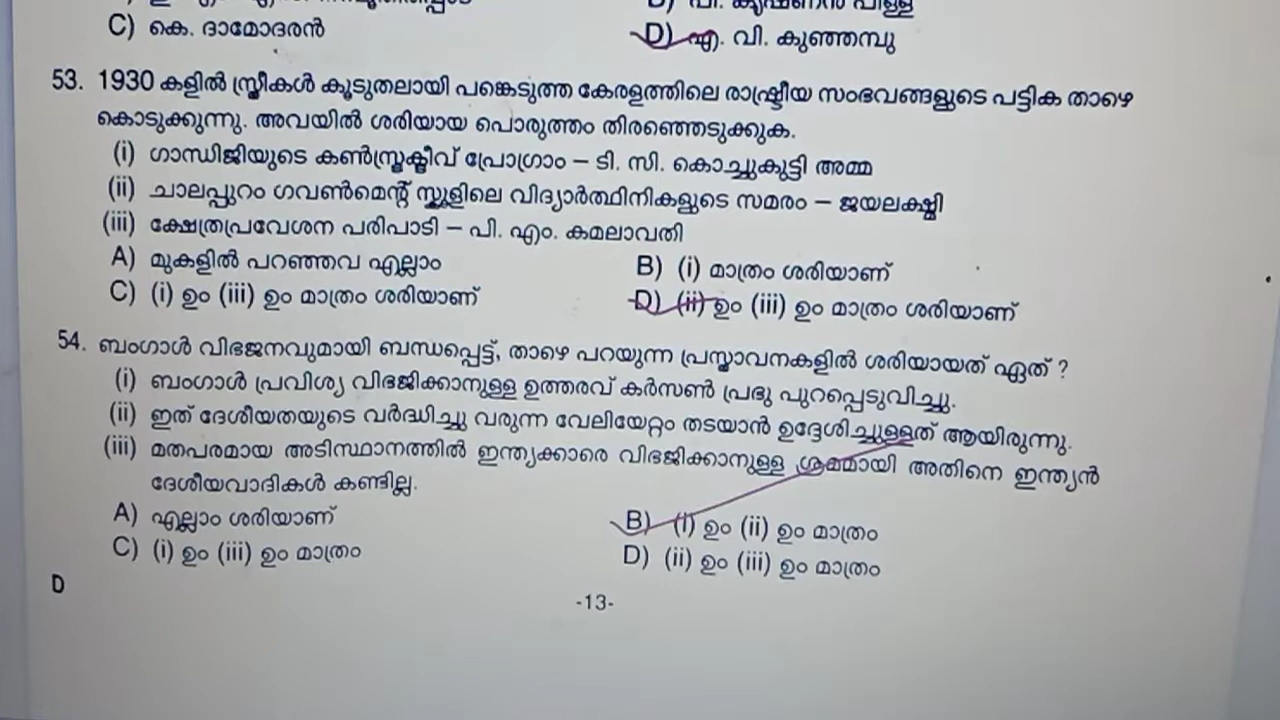 C) കെ. ദാമോദരൻ D) എ. വി. കുഞ്ഞമ്പു
53. 1930 കളിൽ സ്ത്രീകൾ കൂടുതലായി പങ്കെടുത്ത കേരളത്തിലെ രാഷ്ട്രീയ സംഭവങ്ങളുടെ പട്ടിക താഴെ
കൊടുക്കുന്നു. അവയിൽ ശരിയായ പൊരുത്തം തിരഞ്ഞെടുക്കുക.
(i) ഗാന്ധിജിയുടെ കൺസ്ട്രക്ടീവ് പ്രോഗ്രാം – ടി. സി. കൊച്ചുകുട്ടി അമ്മ
(ii) ചാലപ്പുറം ഗവൺമെന്റ് സ്കൂളിലെ വിദ്യാർത്ഥിനികളുടെ സമരം – ജയലക്ഷ്മി
(iii) ക്ഷേത്രപ്രവേശന പരിപാടി – പി. എം. കമലാവതി
A) മുകളിൽ പറഞ്ഞവ എല്ലാം B) (i) മാത്രം ശരിയാണ്
C) (i) ഉം (iii) ഉം മാത്രം ശരിയാണ് D) (ii) ഉം (iii) ഉം മാത്രം ശരിയാണ്
54. ബംഗാൾ വിഭജനവുമായി ബന്ധപ്പെട്ട്, താഴെ പറയുന്ന പ്രസ്താവനകളിൽ ശരിയായത് ഏത് ?
(i) ബംഗാൾ പ്രവിശ്യ വിഭജിക്കാനുള്ള ഉത്തരവ് കർസൺ പ്രഭു പുറപ്പെടുവിച്ചു.
(ii) ഇത് ദേശീയതയുടെ വർദ്ധിച്ചു വരുന്ന വേലിയേറ്റം തടയാൻ ഉദ്ദേശിച്ചുള്ളത് ആയിരുന്നു.
(iii) മതപരമായ അടിസ്ഥാനത്തിൽ ഇന്ത്യക്കാരെ വിഭജിക്കാനുള്ള ശ്രമമായി അതിനെ ഇന്ത്യൻ
ദേശീയവാദികൾ കണ്ടില്ല.
A) എല്ലാം ശരിയാണ് B) (i) ഉം (ii) ഉം മാത്രം
C) (i) ഉം (iii) ഉം മാത്രം D) (ii) ഉം (iii) ഉം മാത്രം
D
-13-